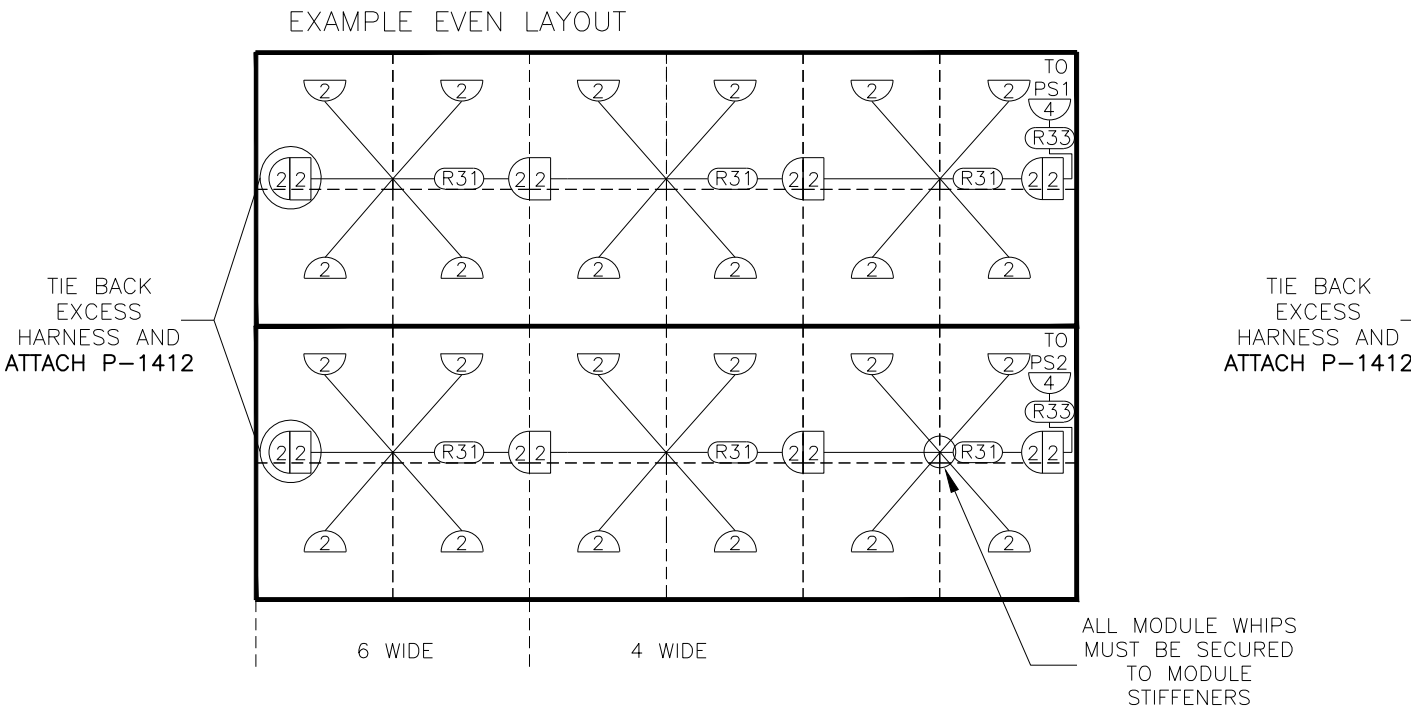 EXAMPLE EVEN LAYOUT
TO
PS1
2 2 2 2 2 2
4
R33
2 2 R31 2 2 R31 2 2 R31 2 2
2 2 2 2 2 2
TIE BACK
EXCESS
HARNESS AND
ATTACH P-1412
TIE BACK
EXCESS
HARNESS AND
ATTACH P-1412
TO
PS2
2 2 2 2 2 2
4
R33
2 2 R31 2 2 R31 2 2 R31 2 2
2 2 2 2 2 2
6 WIDE
4 WIDE
ALL MODULE WHIPS
MUST BE SECURED
TO MODULE
STIFFENERS